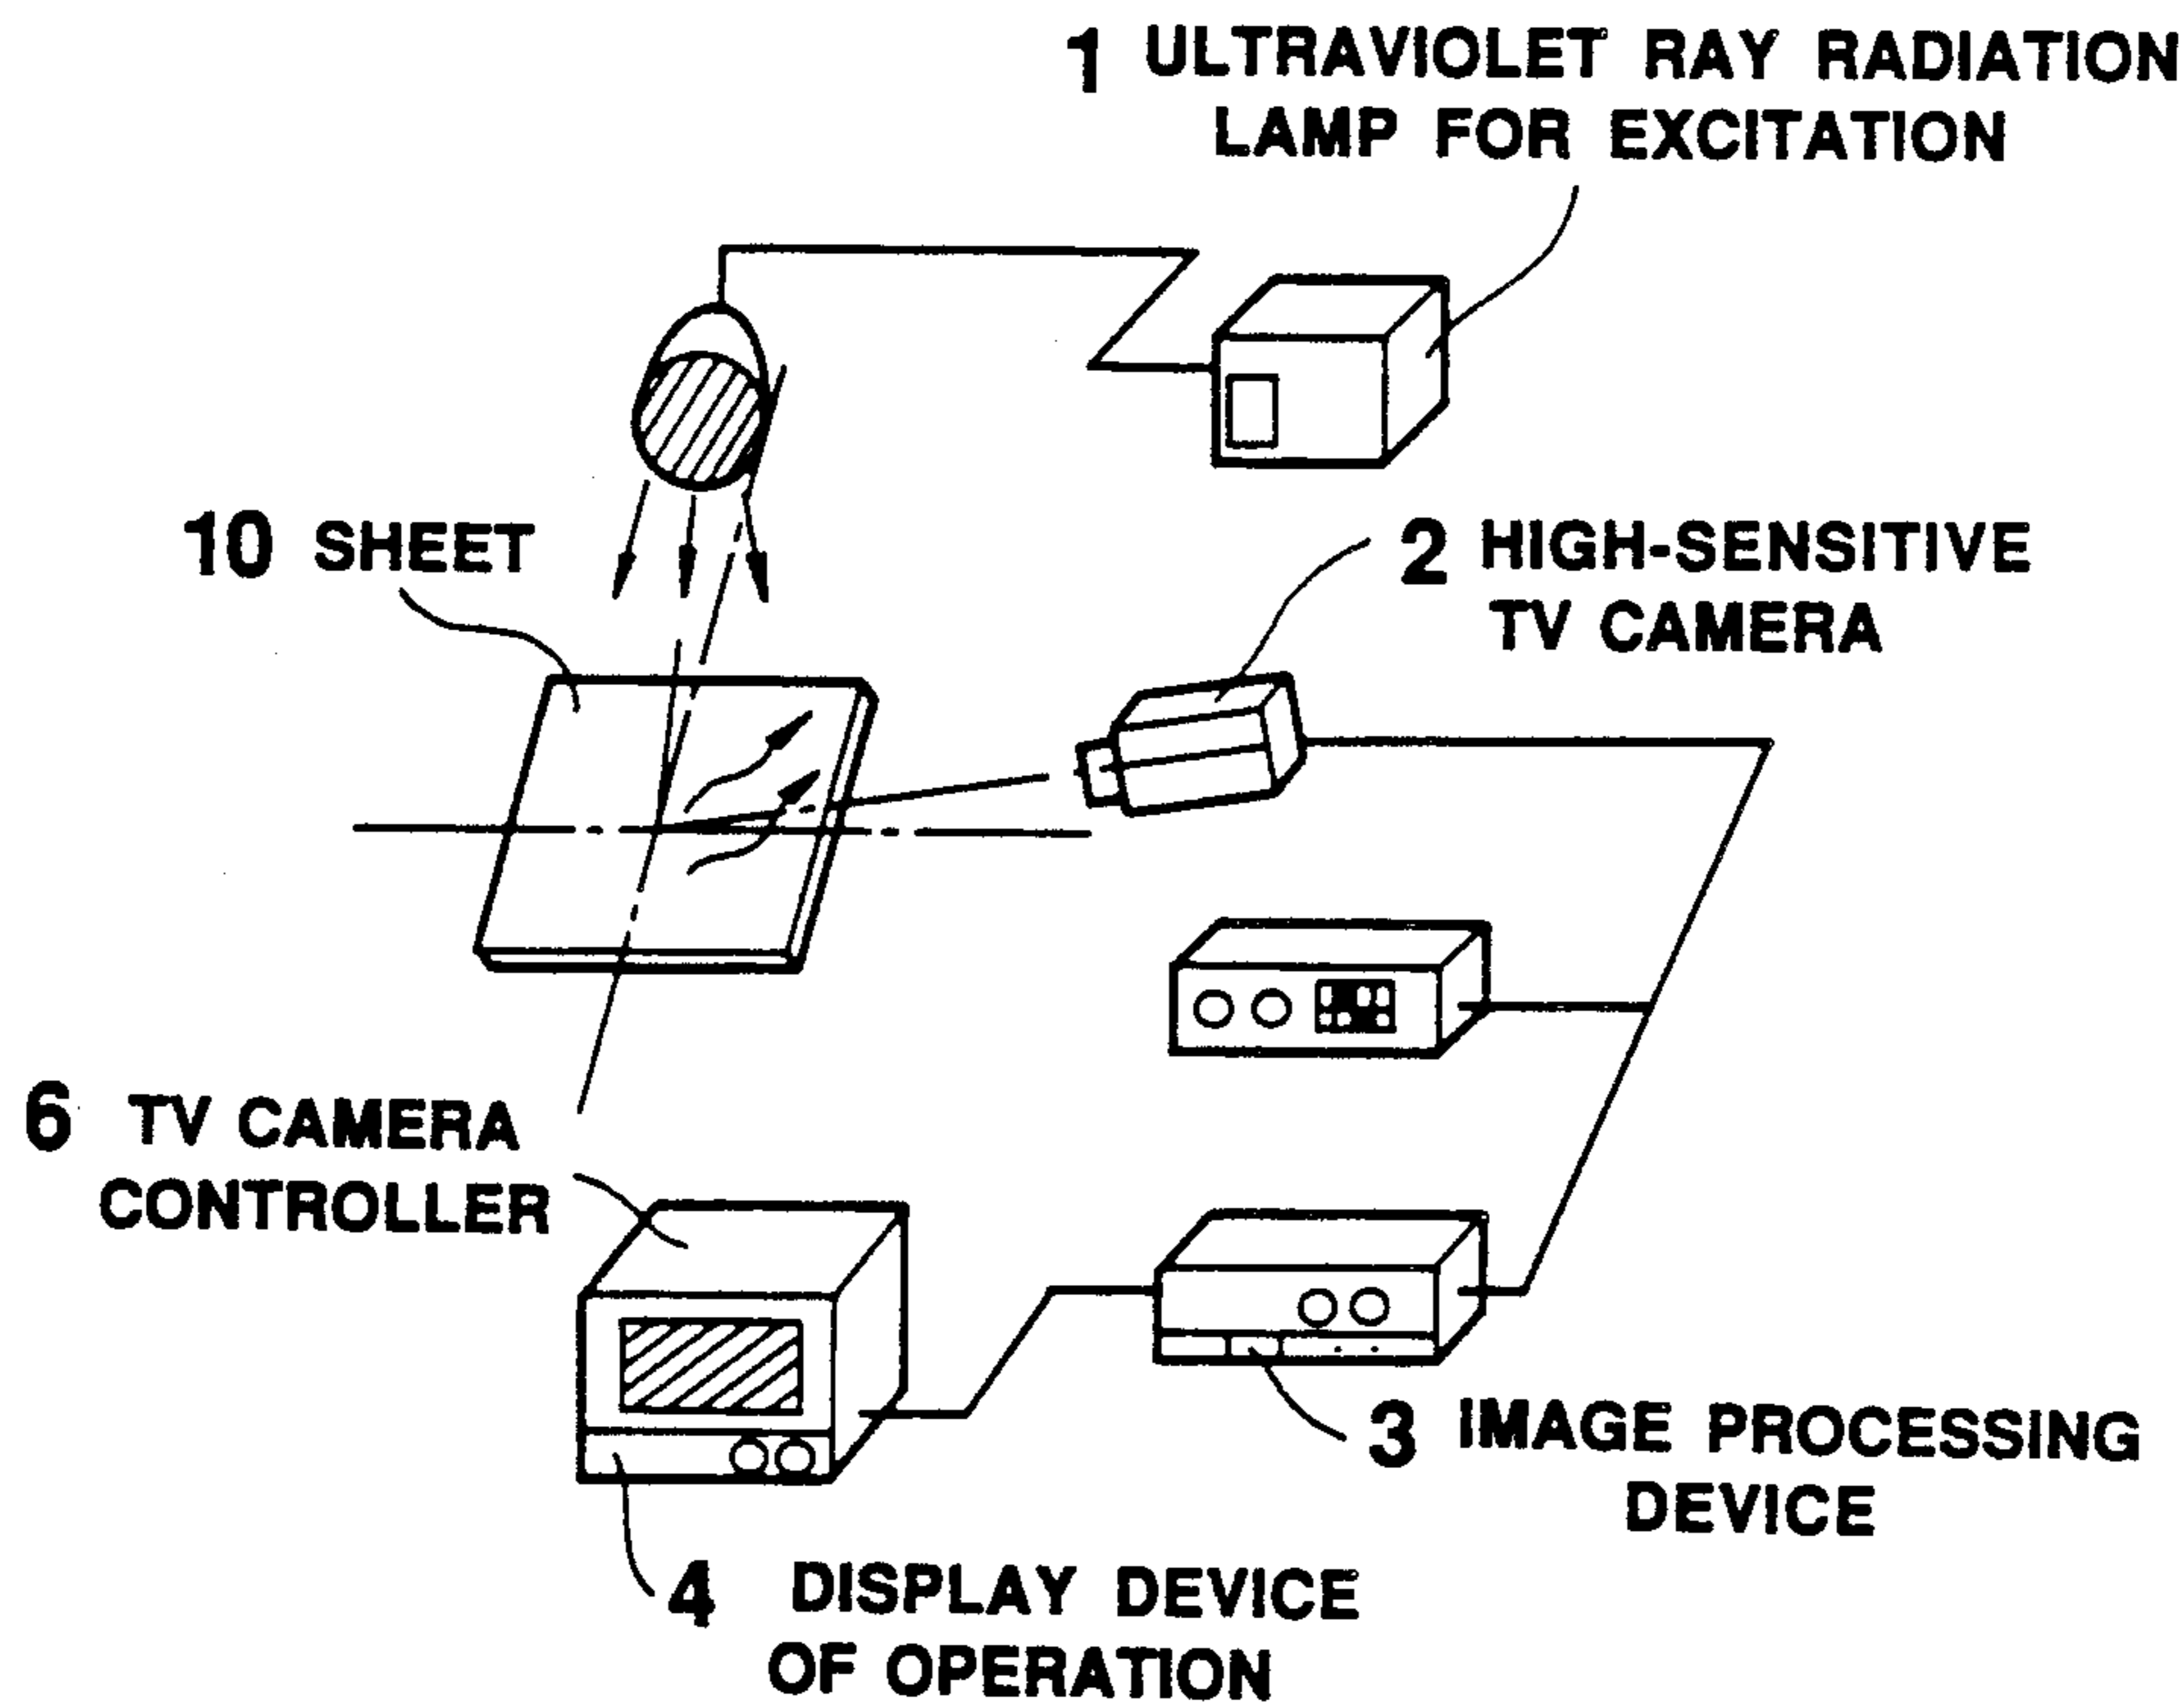 1 ULTRAVIOLET RAY RADIATION
LAMP FOR EXCITATION
10 SHEET
2 HIGH-SENSITIVE
TV CAMERA
6 TV CAMERA
CONTROLLER
3 IMAGE PROCESSING
DEVICE
4 DISPLAY DEVICE
OF OPERATION